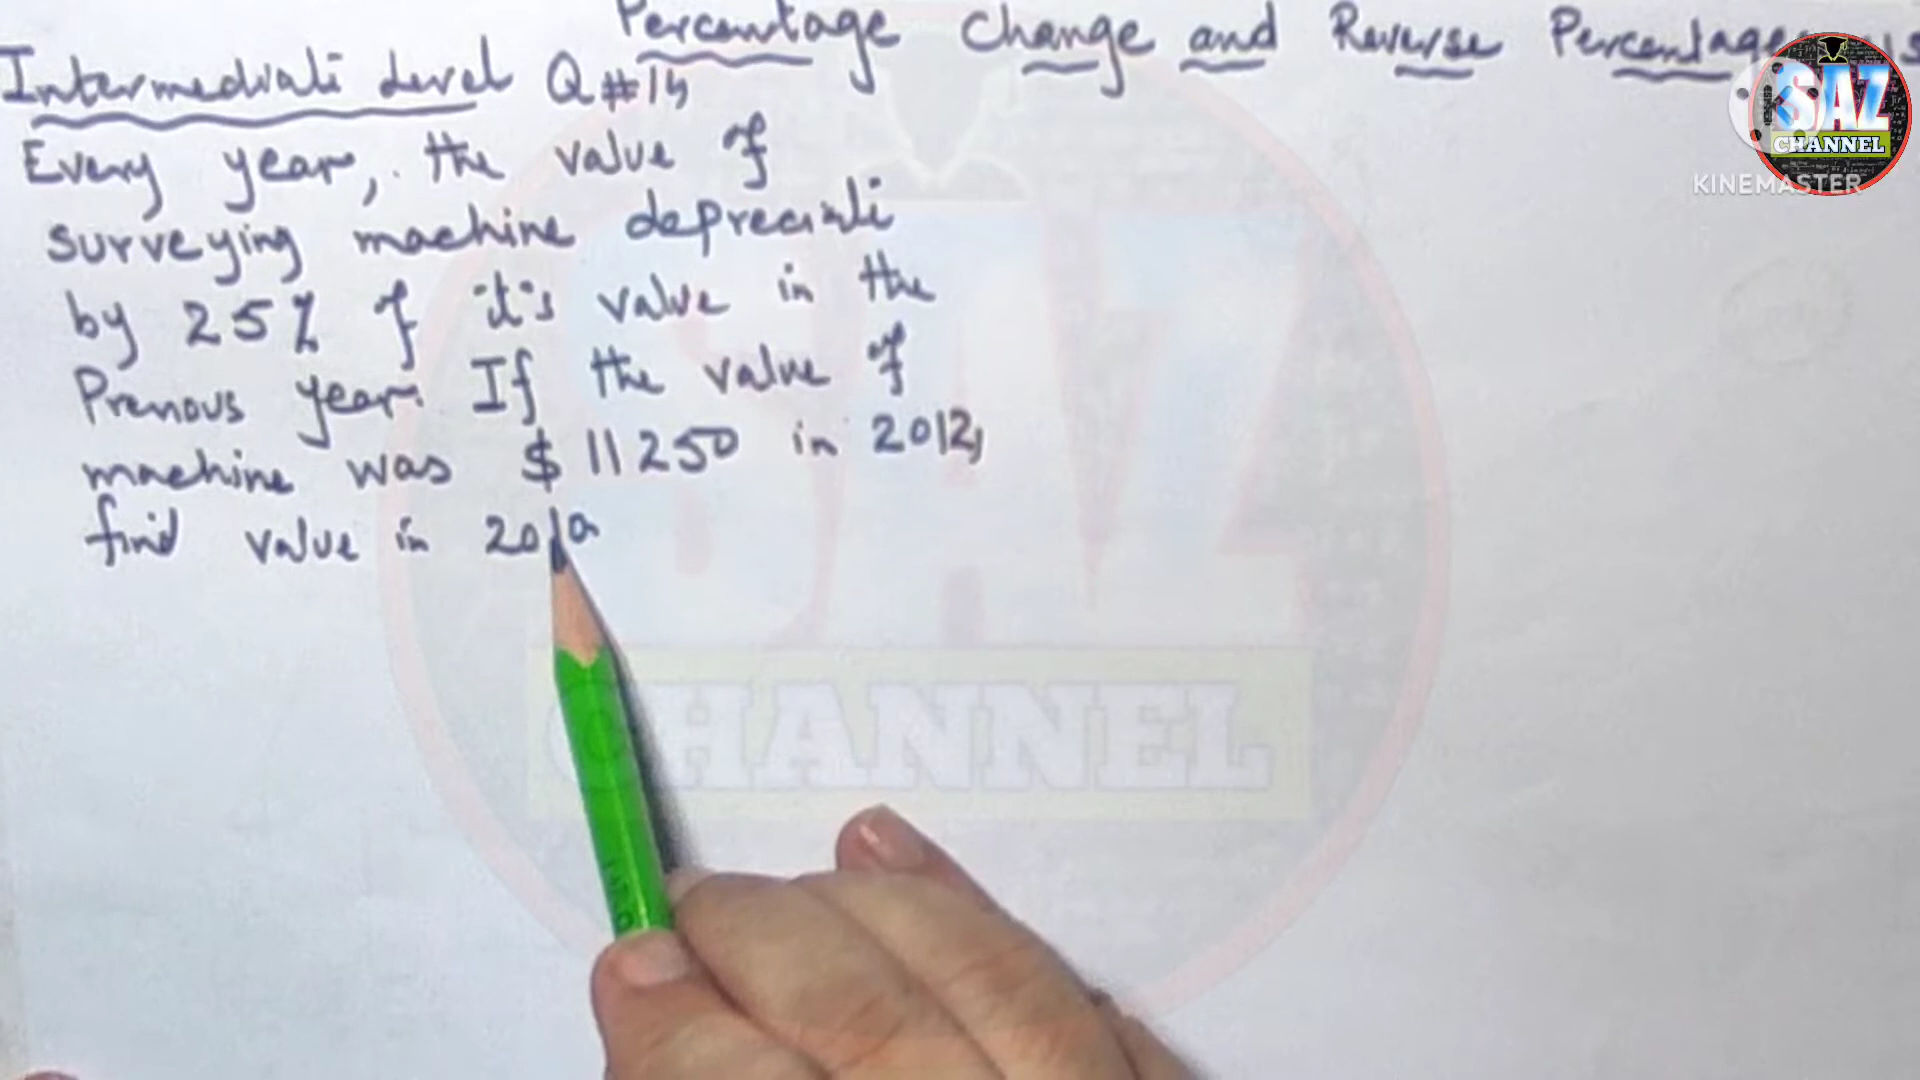 Percentage Change and Reverse Percentage
Intermediate Level Q#14
Every year, the value of
surveying machine depreciate
by 25% of it's value in the
Previous year. If the value of
machine was $11250 in 2012,
find value in 2010
SAZ
CHANNEL
KINEMASTER
SAZ
CHANNEL